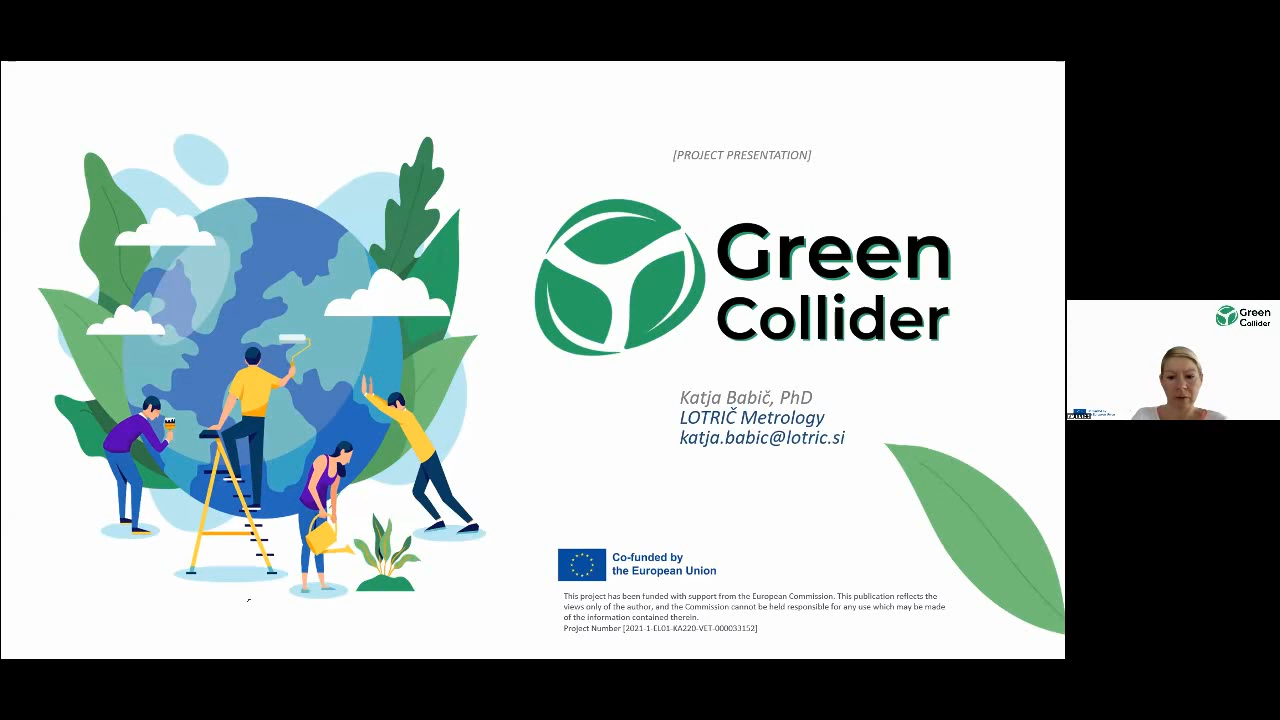 [PROJECT PRESENTATION]
Green
Collider
Katja Babič, PhD
LOTRIČ Metrology
katja.babic@lotric.si
Co-funded by
the European Union
This project has been funded with support from the European Commission. This publication reflects the
views only of the author, and the Commission cannot be held responsible for any use which may be made
of the information contained therein.
Project Number [2021-1-EL01-KA220-VET-000033152]
Green
Collider